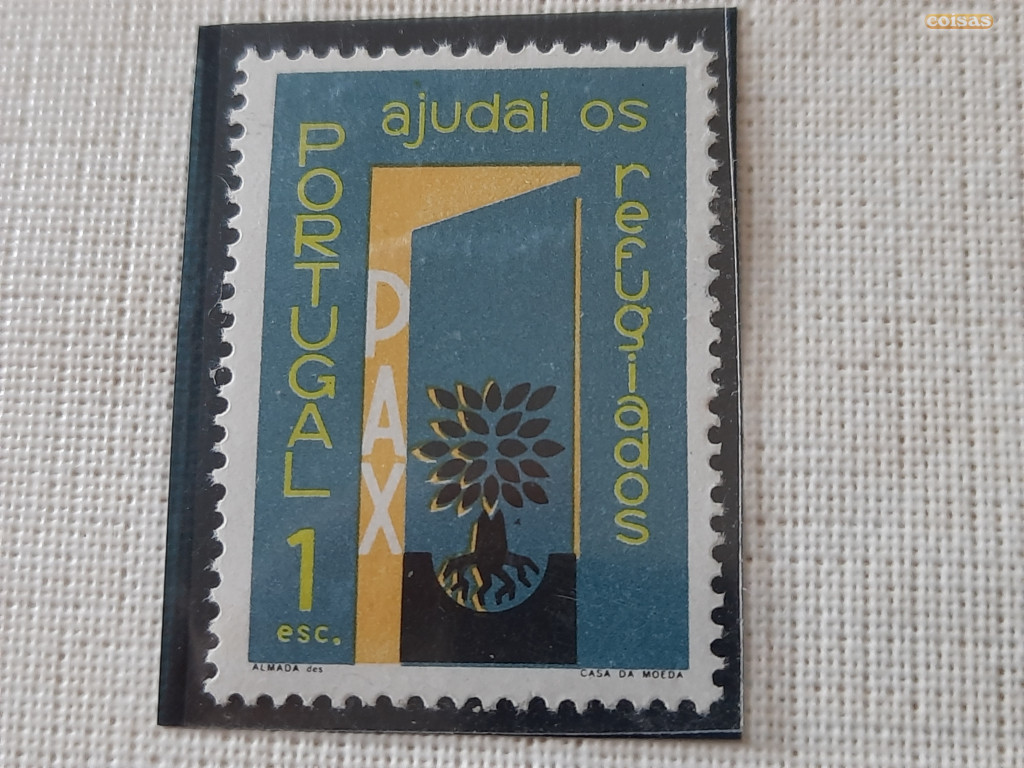 coisas
ajudai os
refugiados
PORTUGAL
1
esc.
PAX
ALMADA des
CASA DA MOEDA